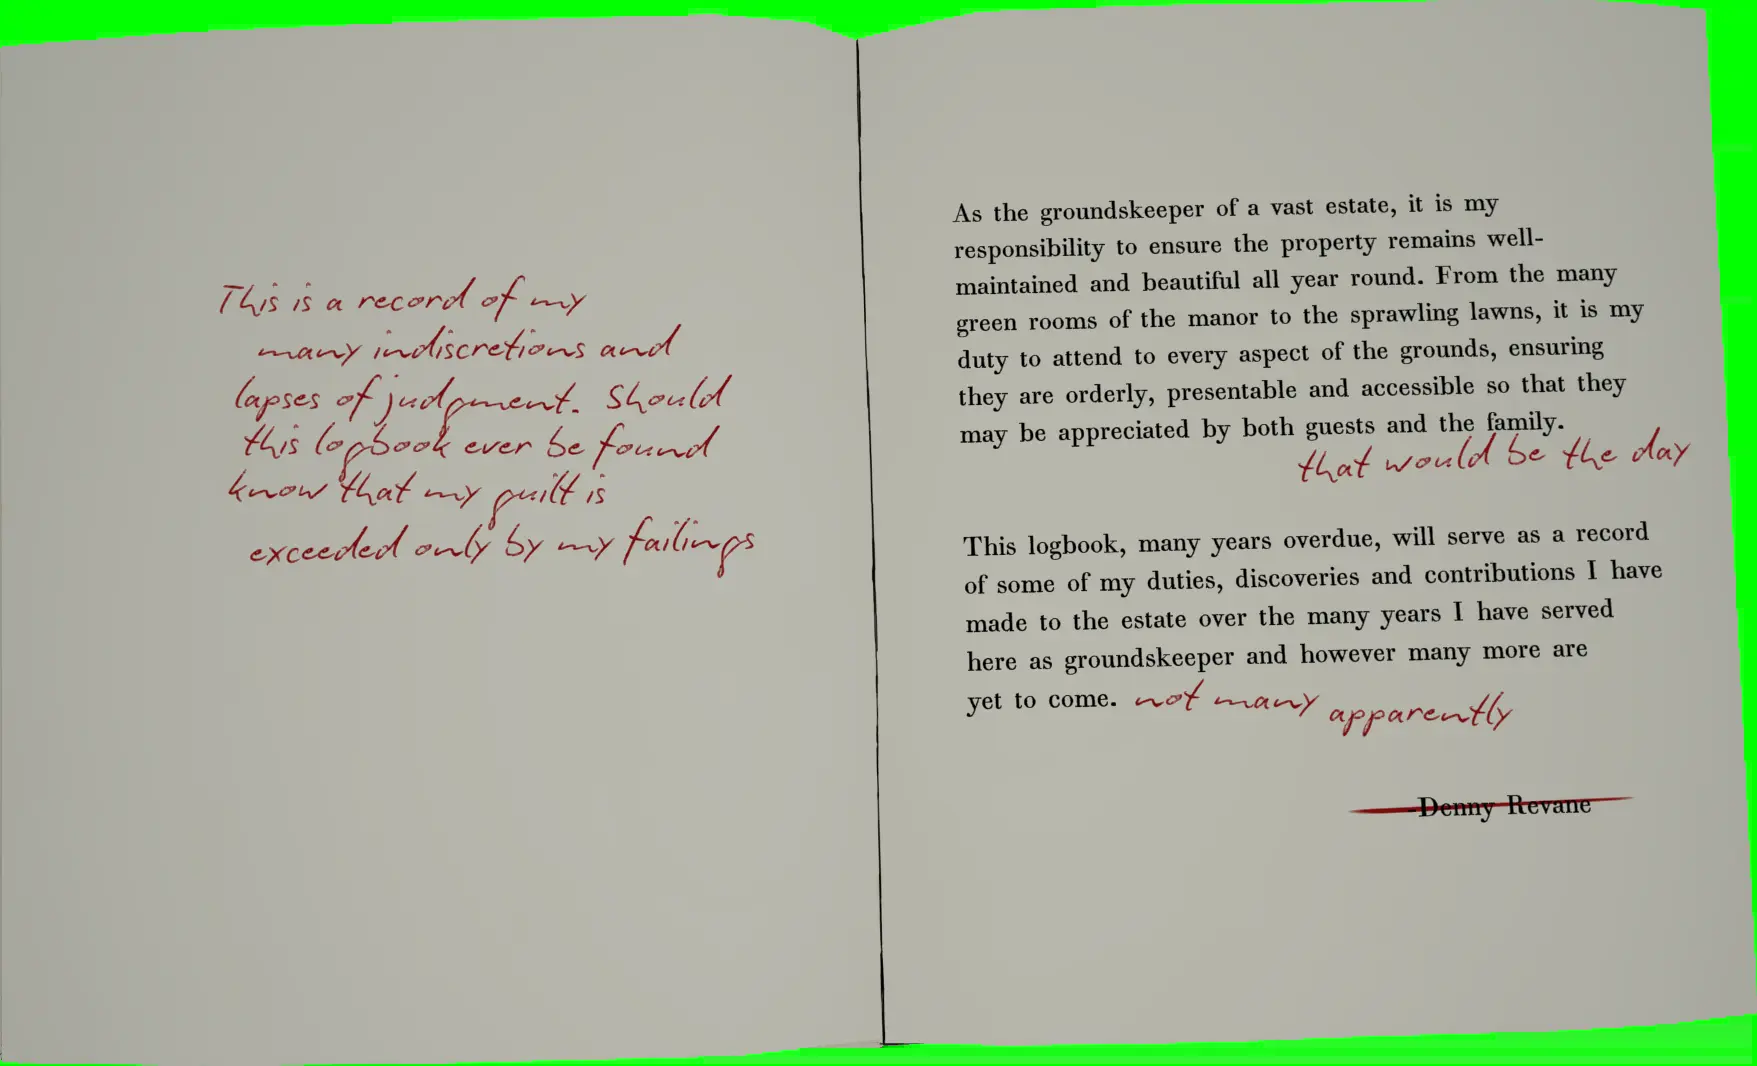 This is a record of my
many indiscretions and
lapses of judgment. Should
this logbook ever be found
know that my guilt is
exceeded only by my failings
As the groundskeeper of a vast estate, it is my
responsibility to ensure the property remains well-
maintained and beautiful all year round. From the many
green rooms of the manor to the sprawling lawns, it is my
duty to attend to every aspect of the grounds, ensuring
they are orderly, presentable and accessible so that they
may be appreciated by both guests and the family.
that would be the day
This logbook, many years overdue, will serve as a record
of some of my duties, discoveries and contributions I have
made to the estate over the many years I have served
here as groundskeeper and however many more are
yet to come. not many apparently
-Denny Revane